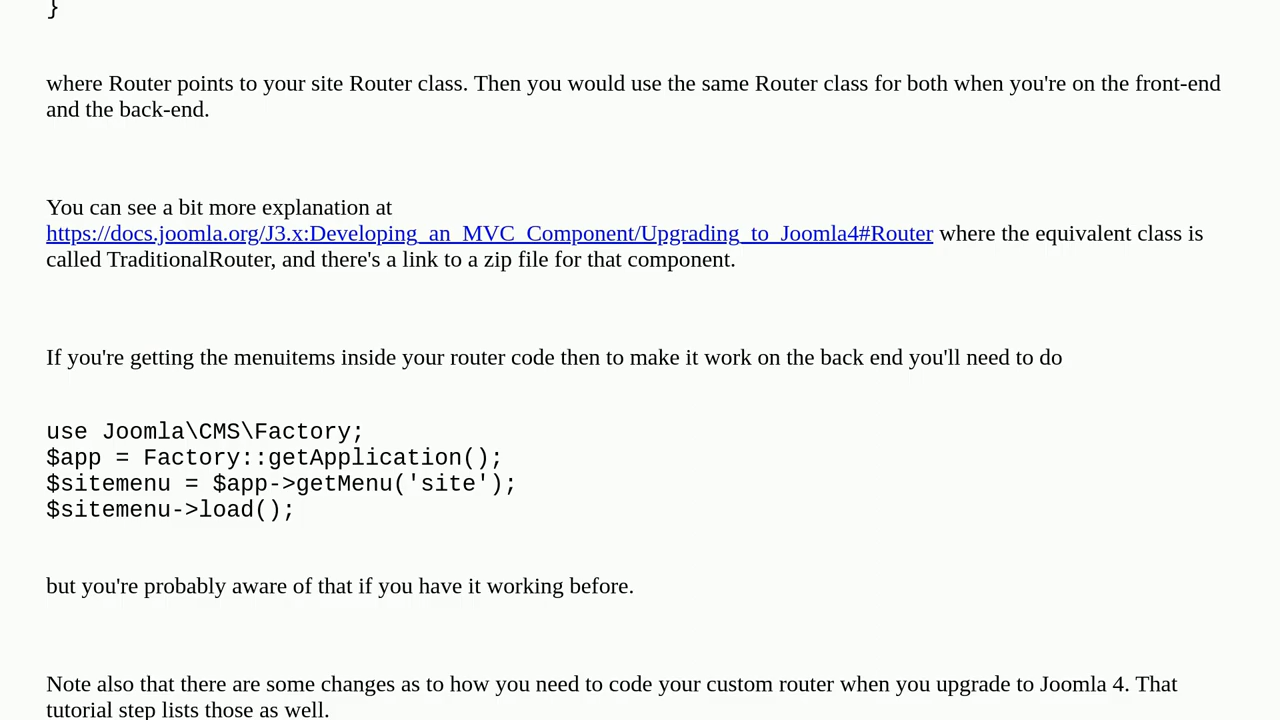 }
where Router points to your site Router class. Then you would use the same Router class for both when you're on the front-end
and the back-end.
You can see a bit more explanation at
https://docs.joomla.org/J3.x:Developing_an_MVC_Component/Upgrading_to_Joomla4#Router where the equivalent class is
called TraditionalRouter, and there's a link to a zip file for that component.
If you're getting the menuitems inside your router code then to make it work on the back end you'll need to do
use Joomla\CMS\Factory;
$app = Factory::getApplication();
$sitemenu = $app->getMenu('site');
$sitemenu->load();
but you're probably aware of that if you have it working before.
Note also that there are some changes as to how you need to code your custom router when you upgrade to Joomla 4. That
tutorial step lists those as well.